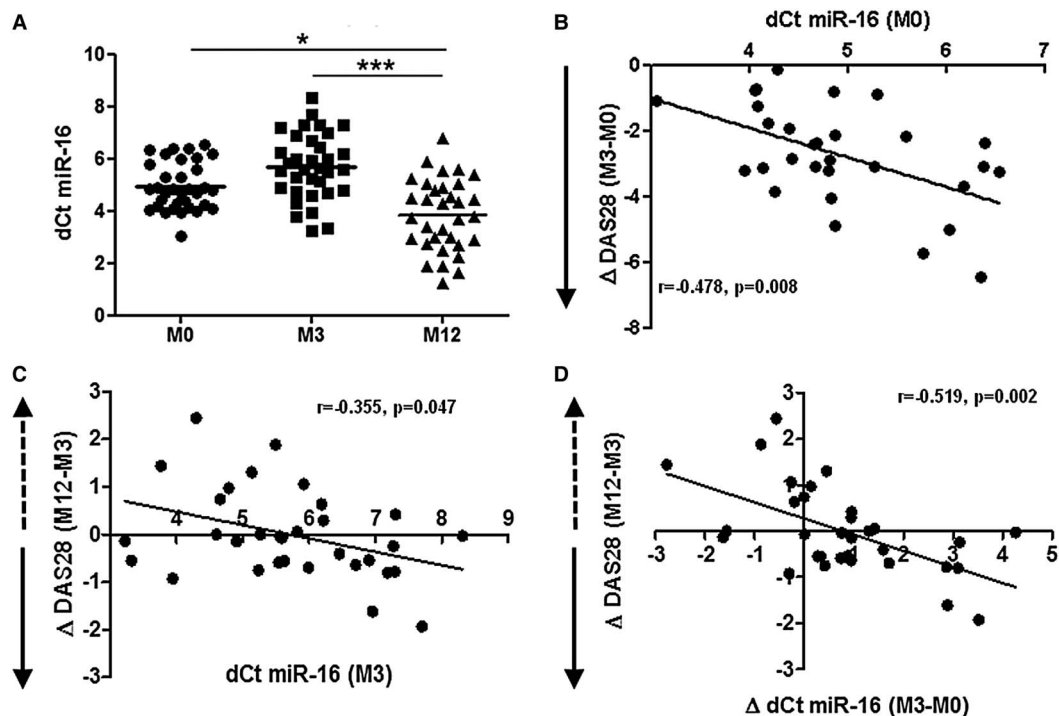 A
*
***
dCt miR-16
10
8
6
4
2
0
M0 M3 M12
B
dCt miR-16 (M0)
4 5 6 7
Δ DAS28 (M3-M0)
0
-2
-4
-6
-8
r=-0.478, p=0.008
C
Δ DAS28 (M12-M3)
3
2
1
0
-1
-2
-3
r=-0.355, p=0.047
4 5 6 7 8 9
dCt miR-16 (M3)
D
Δ DAS28 (M12-M3)
3
2
1
-1
-2
-3
r=-0.519, p=0.002
-3 -2 -1 0 1 2 3 4 5
Δ dCt miR-16 (M3-M0)